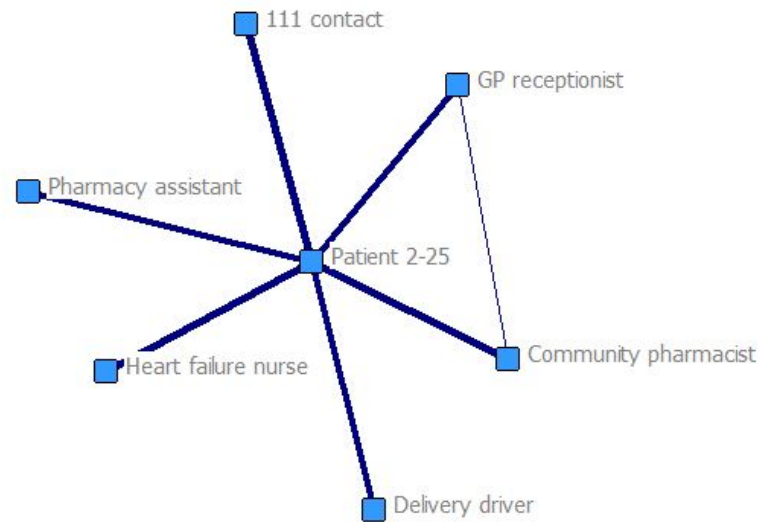 111 contact
GP receptionist
Pharmacy assistant
Patient 2-25
Community pharmacist
Heart failure nurse
Delivery driver